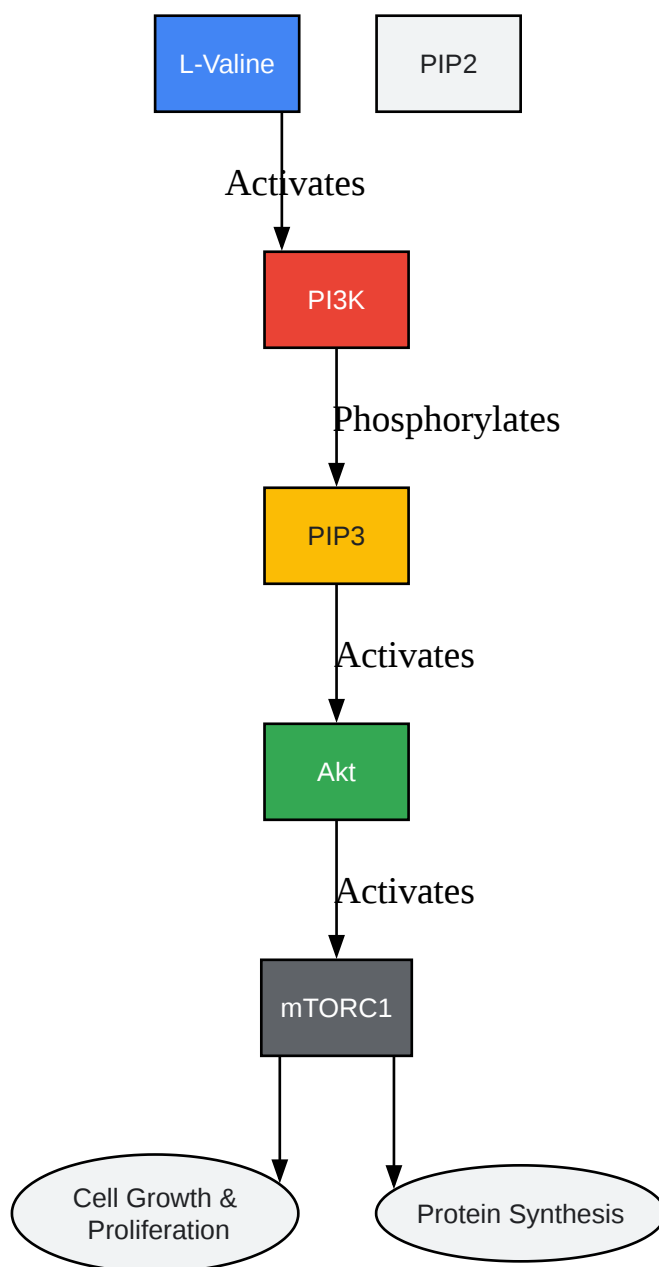 L-Valine
PIP2
Activates
PI3K
Phosphorylates
PIP3
Activates
Akt
Activates
mTORC1
Cell Growth &
Proliferation
Protein Synthesis